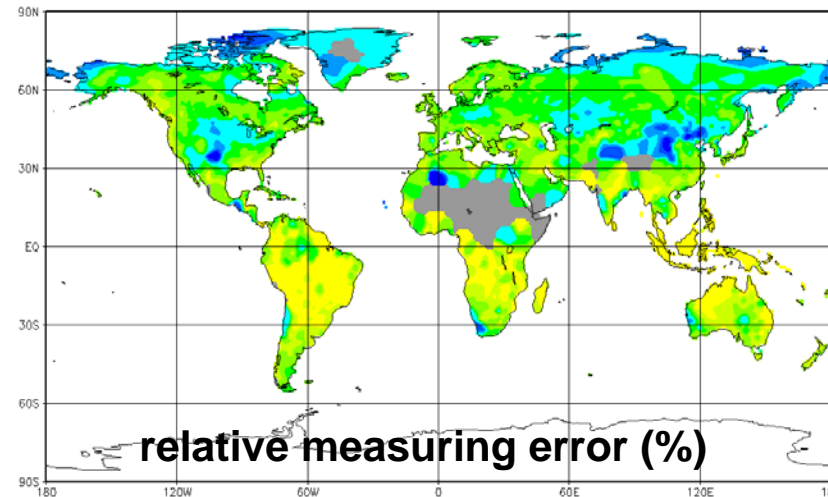 90N
60N
30N
EQ
30S
60S
relative measuring error (%)
90S
180 120W 60W 0 60E 120E